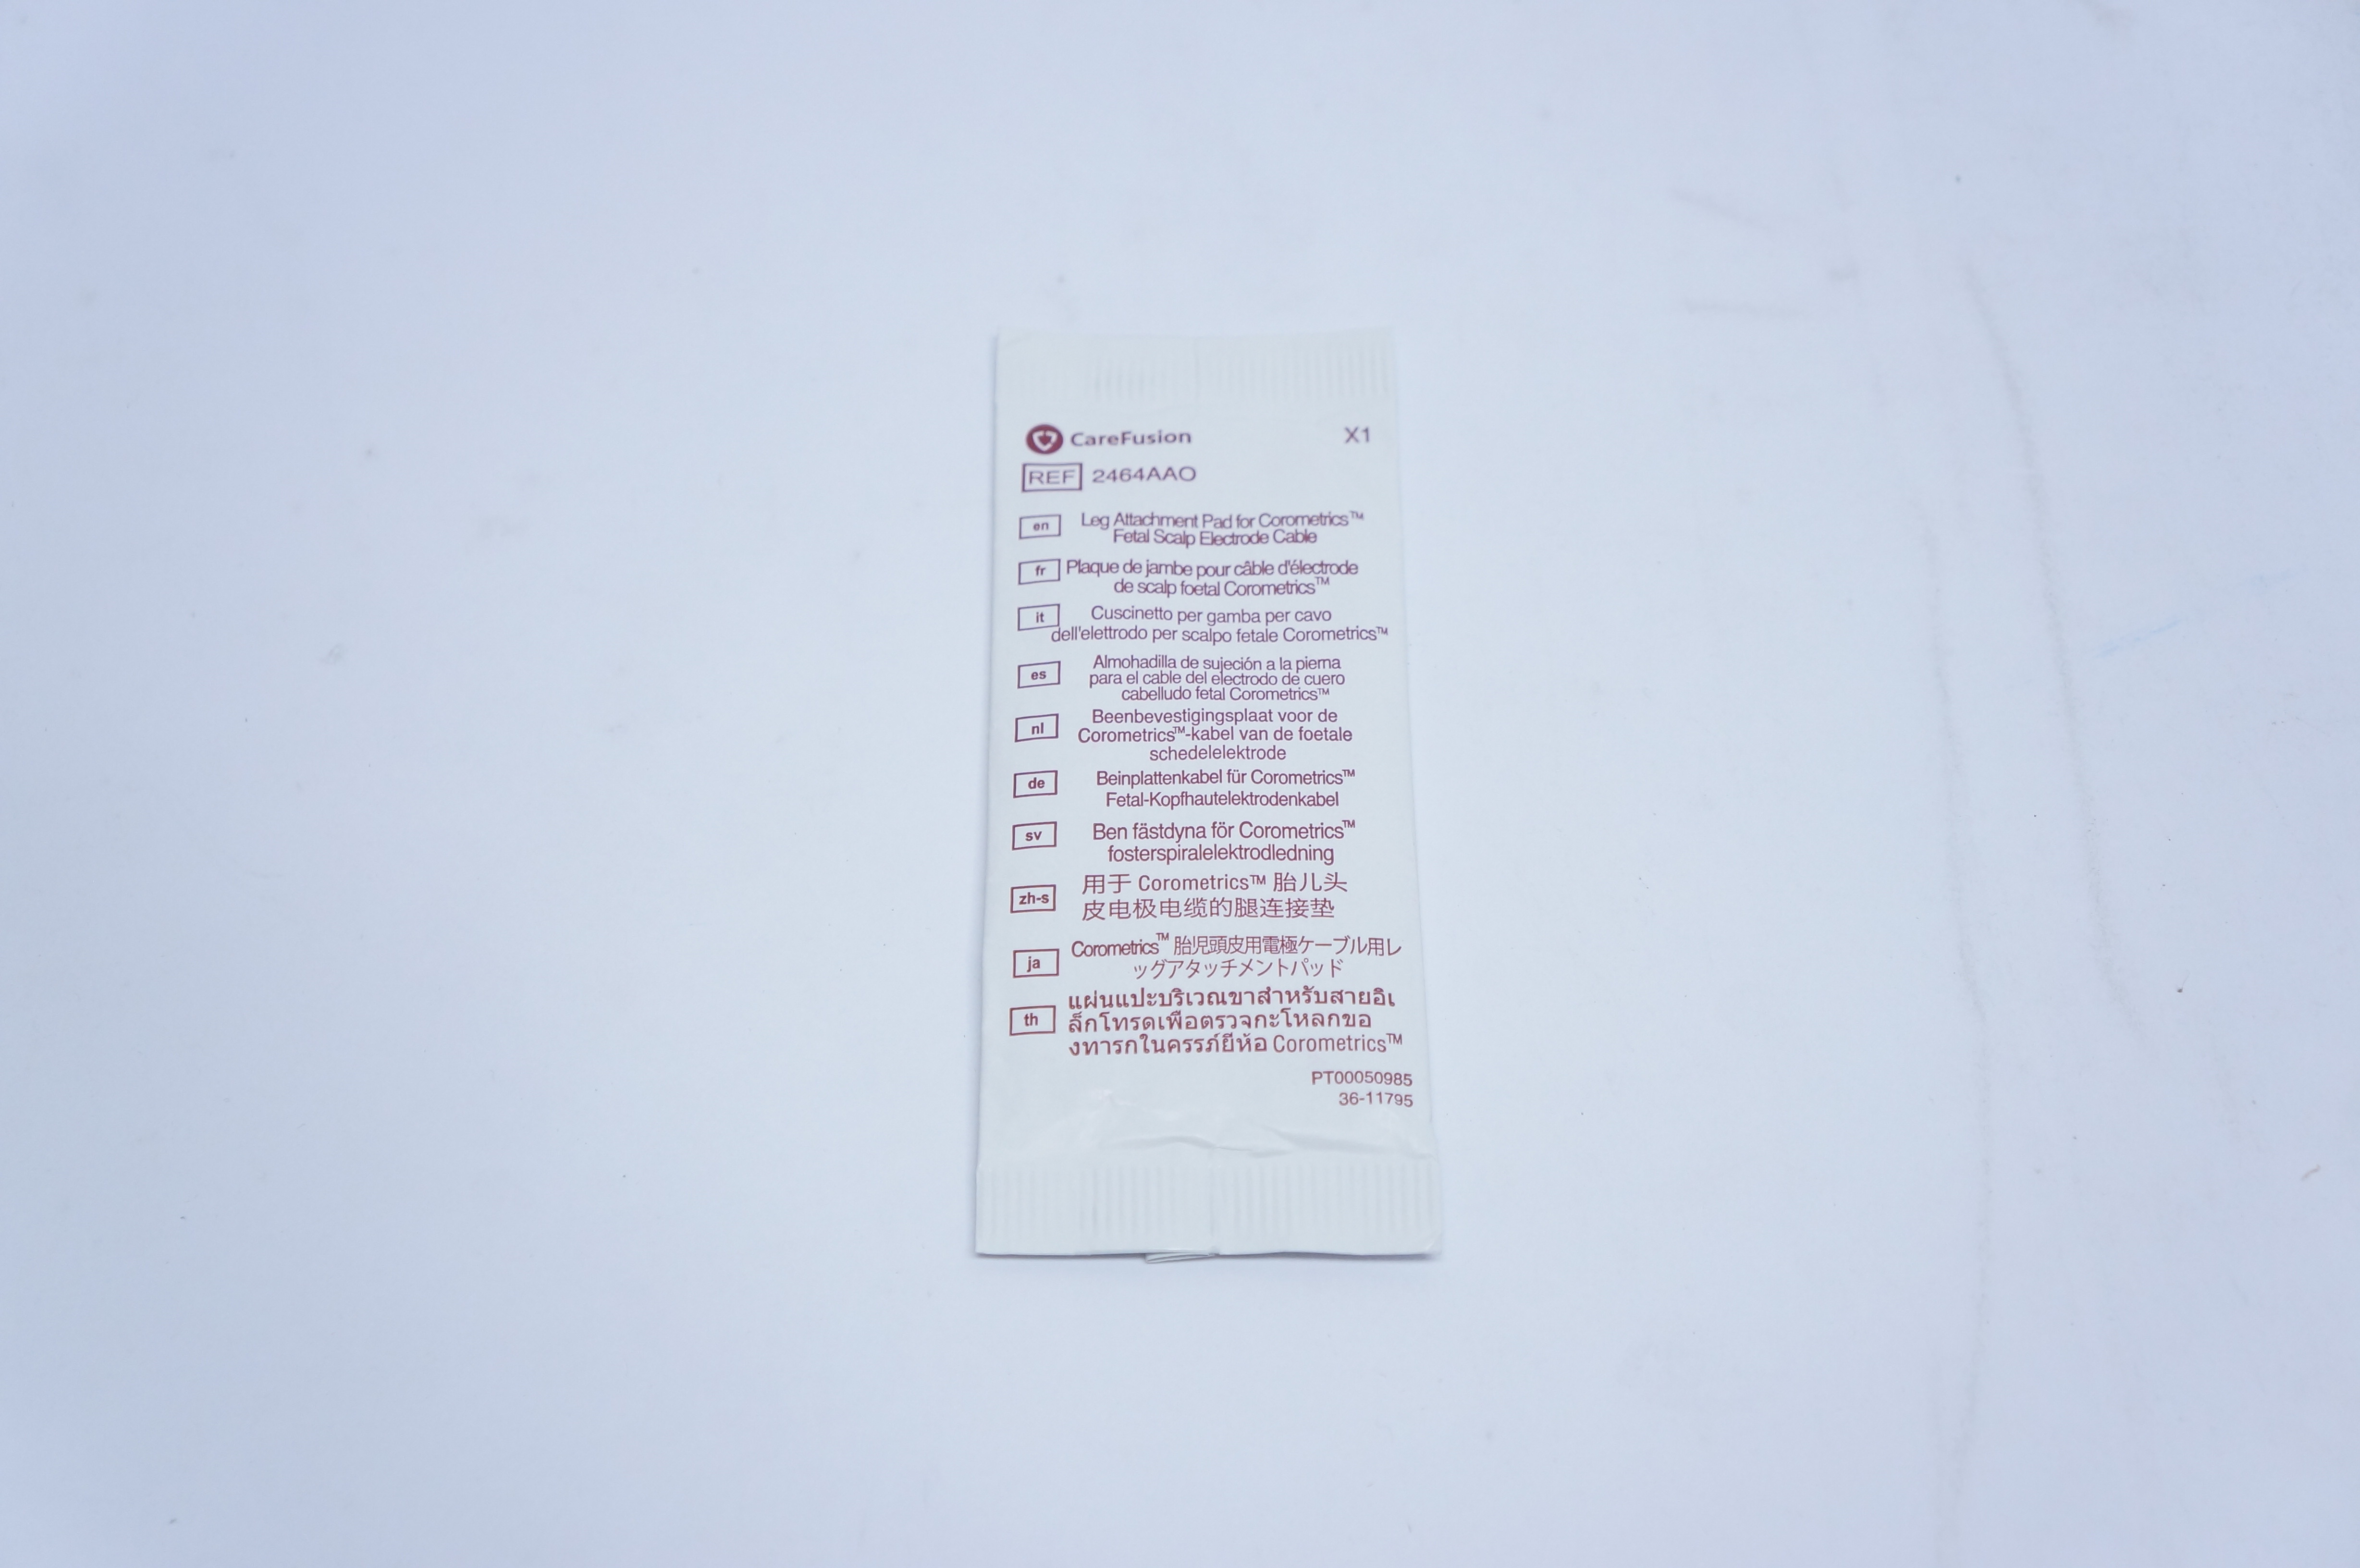 CareFusion X1
REF 2464AAO
en Leg Attachment Pad for Corometrics™
Fetal Scalp Electrode Cable
fr Plaque de jambe pour câble d'électrode
de scalp foetal Corometrics™
it Cuscinetto per gamba per cavo
dell'elettrodo per scalpo fetale Corometrics™
es Almohadilla de sujeción a la pierna
para el cable del electrodo de cuero
cabelludo fetal Corometrics™
nl Beenbevestigingsplaat voor de
Corometrics™-kabel van de foetale
schedelelektrode
de Beinplattenkabel für Corometrics™
Fetal-Kopfhautelektrodenkabel
sv Ben fästdyna för Corometrics™
fosterspiralelektrodledning
zh-s 用于 Corometrics™ 胎儿头
皮电极电缆的腿连接垫
ja Corometrics™ 胎児頭皮用電極ケーブル用レ
ッグアタッチメントパッド
th แผ่นแปะบริเวณขาสำหรับสายอิเ
ล็กโทรดเพื่อตรวจกะโหลกขอ
งทารกในครรภ์ยี่ห้อ Corometrics™
PT00050985
36-11795